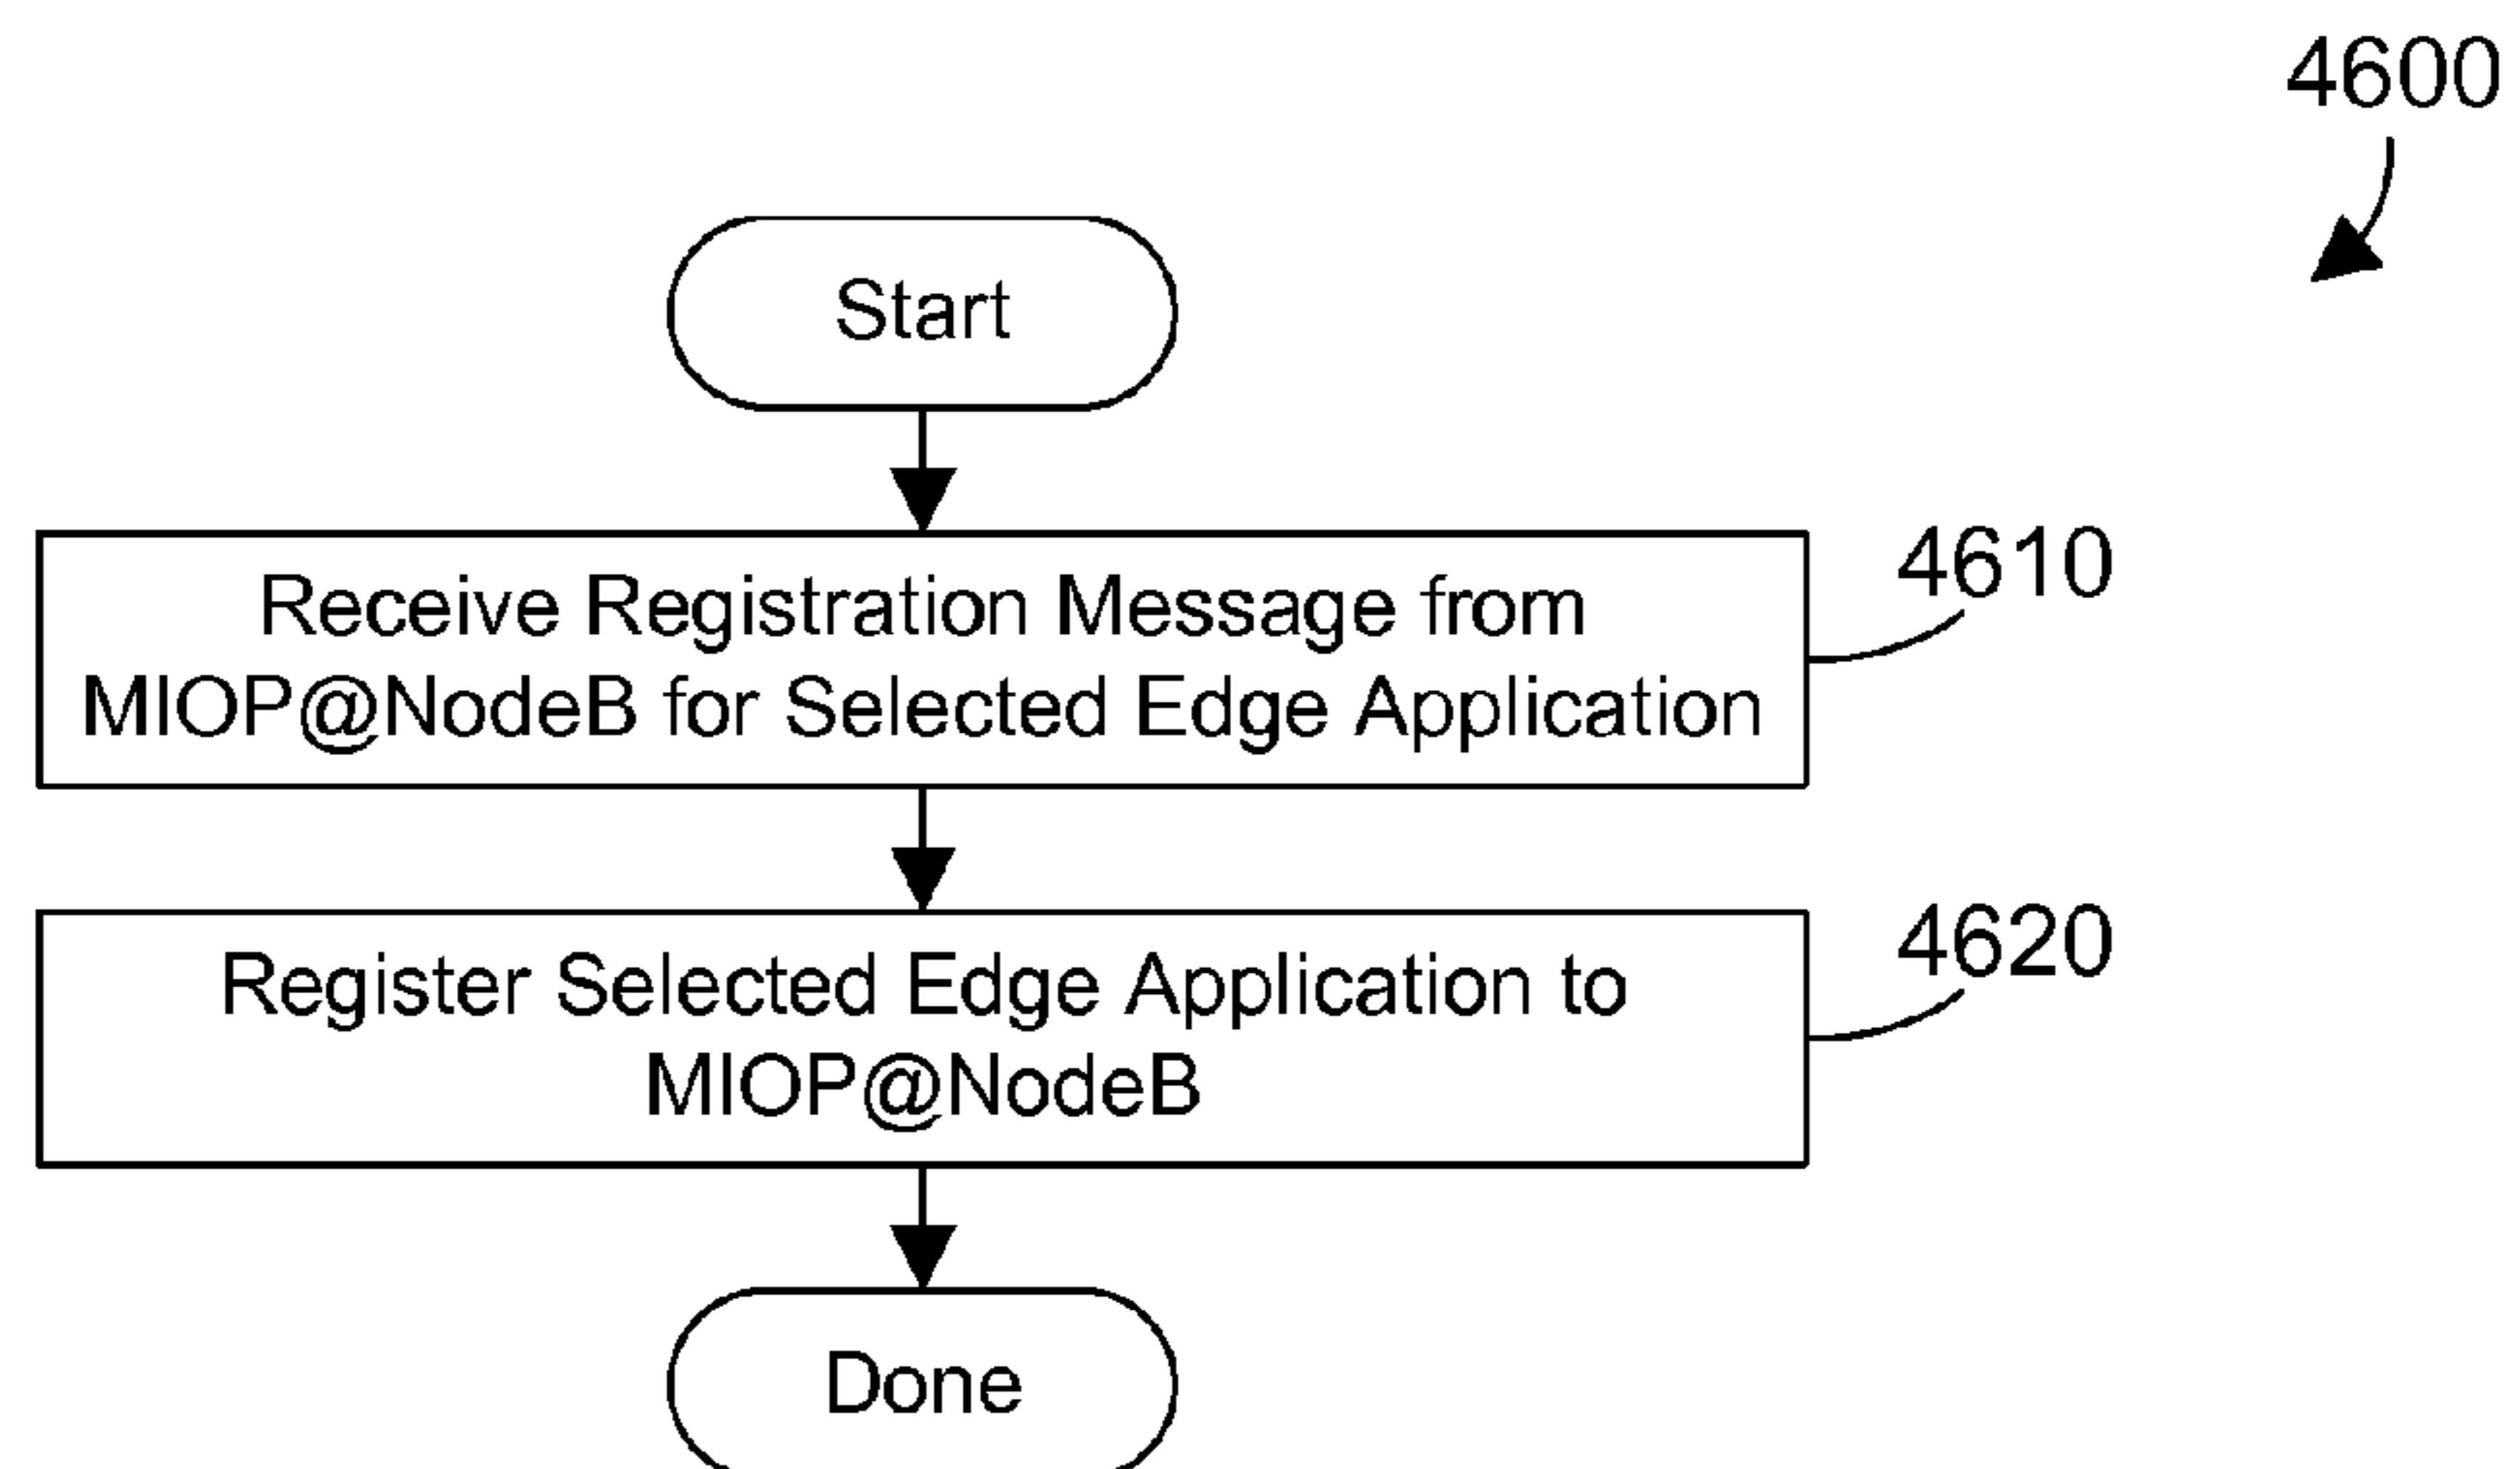 4600
Start
Receive Registration Message from
MIOP@NodeB for Selected Edge Application
4610
Register Selected Edge Application to
MIOP@NodeB
4620
Done